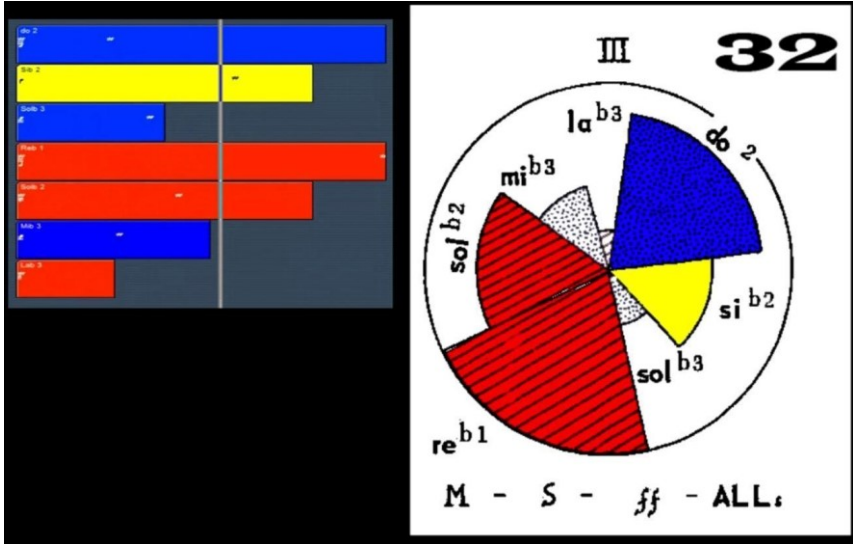 do 2
Sib 2
Solb 3
Reb 1
Solb 2
Mib 3
Lab 3
III
32
la b3
do 2
mi b3
sol b2
si b2
sol b3
re b1
M - S - ff - ALL.